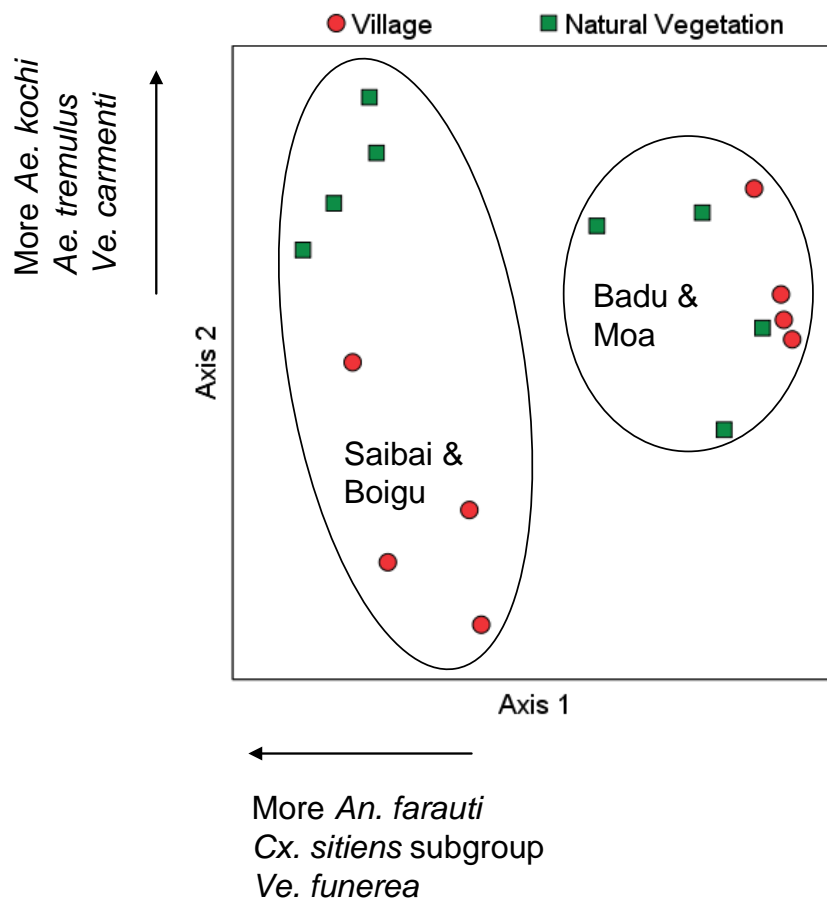 Village
Natural Vegetation
More Ae. kochi
Ae. tremulus
Ve. carmenti
Axis 2
Badu &
Moa
Saibai &
Boigu
Axis 1
More An. farauti
Cx. sitiens subgroup
Ve. funerea